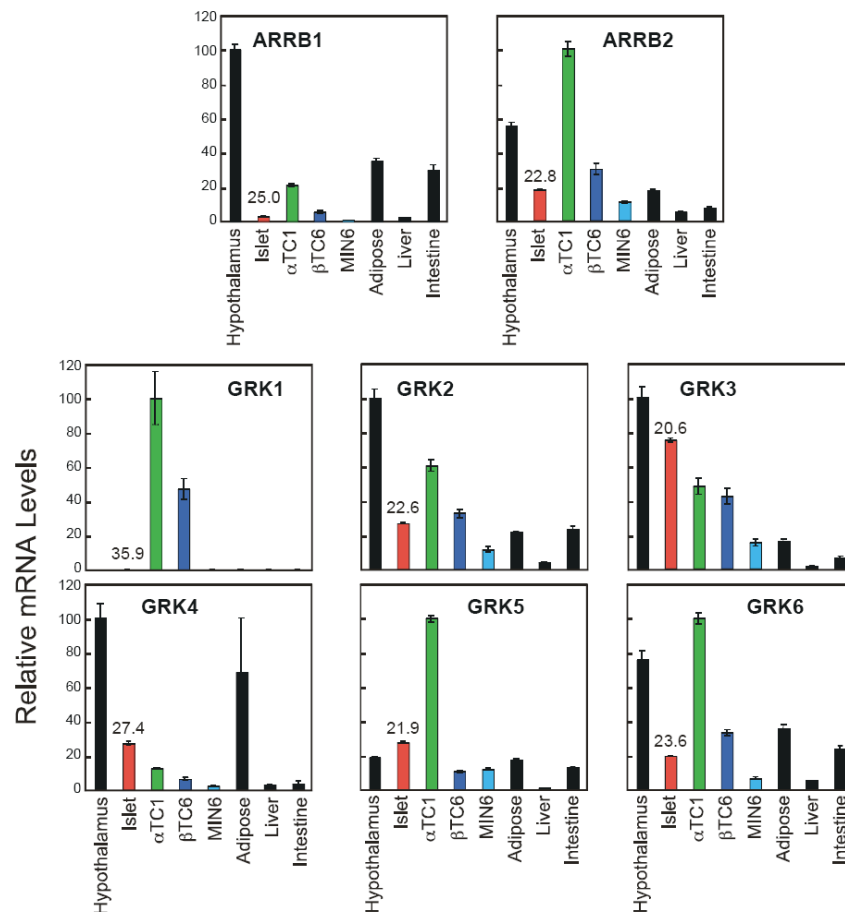 ARRB1
ARRB2
120
100
80
60
40
20
0
25.0
22.8
Hypothalamus
Islet
αTC1
βTC6
MIN6
Adipose
Liver
Intestine
Hypothalamus
Islet
αTC1
βTC6
MIN6
Adipose
Liver
Intestine
Relative mRNA Levels
GRK1
GRK2
GRK3
120
100
80
60
40
20
0
35.9
22.6
20.6
GRK4
GRK5
GRK6
120
100
80
60
40
20
0
27.4
21.9
23.6
Hypothalamus
Islet
αTC1
βTC6
MIN6
Adipose
Liver
Intestine
Hypothalamus
Islet
αTC1
βTC6
MIN6
Adipose
Liver
Intestine
Hypothalamus
Islet
αTC1
βTC6
MIN6
Adipose
Liver
Intestine